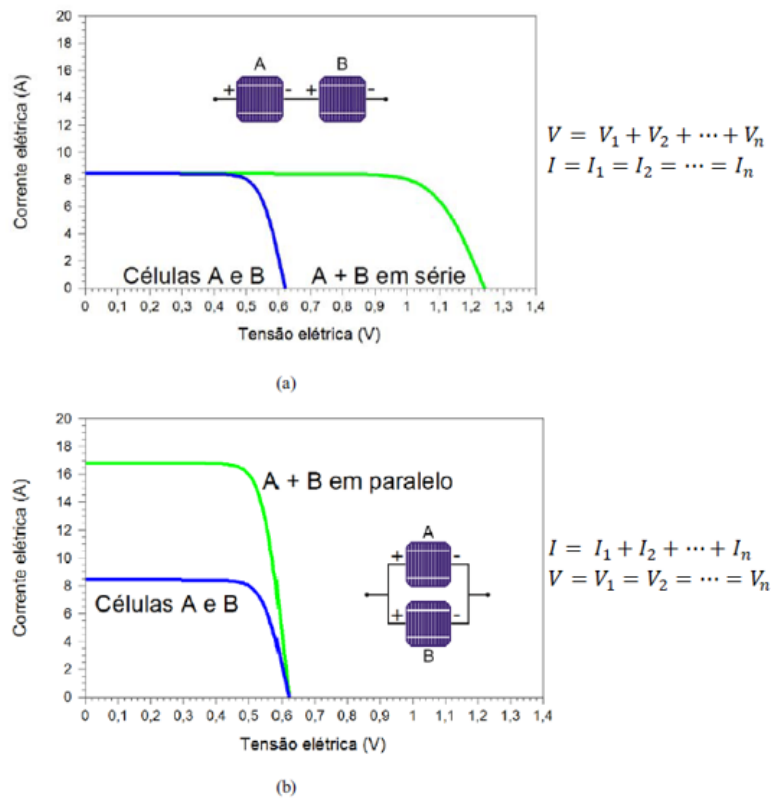 20
18
16
14
12
10
8
6
4
2
0
Corrente elétrica (A)
A B
+ - + -
Células A e B A + B em série
0 0,1 0,2 0,3 0,4 0,5 0,6 0,7 0,8 0,9 1 1,1 1,2 1,3 1,4
Tensão elétrica (V)
V = V₁ + V₂ + ⋯ + Vₙ
I = I₁ = I₂ = ⋯ = Iₙ
(a)
20
18
16
14
12
10
8
6
4
2
0
Corrente elétrica (A)
A + B em paralelo
Células A e B
A
+ -
+ -
B
0 0,1 0,2 0,3 0,4 0,5 0,6 0,7 0,8 0,9 1 1,1 1,2 1,3 1,4
Tensão elétrica (V)
I = I₁ + I₂ + ⋯ + Iₙ
V = V₁ = V₂ = ⋯ = Vₙ
(b)